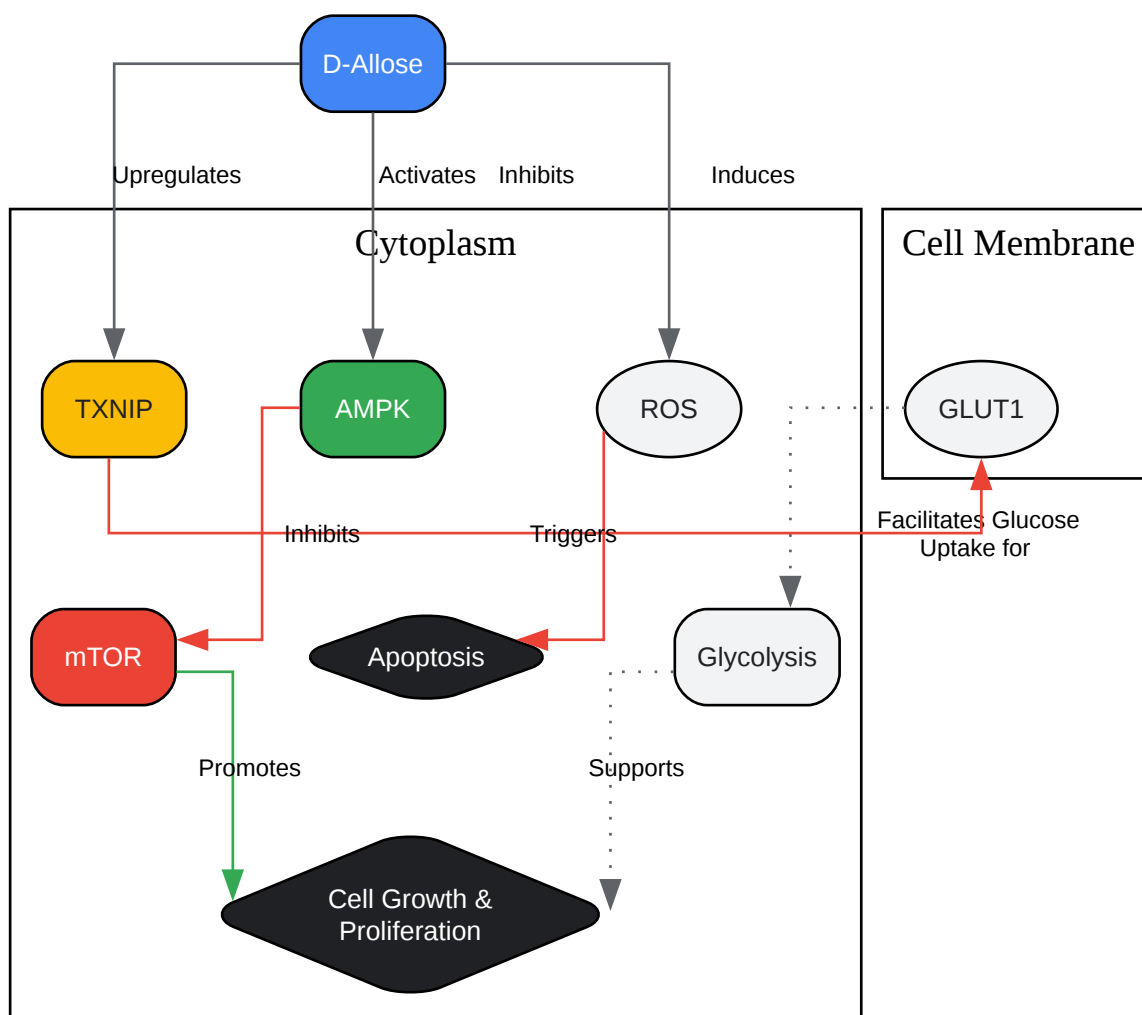 D-Allose
Upregulates
Activates
Inhibits
Induces
Cytoplasm
Cell Membrane
TXNIP
AMPK
ROS
GLUT1
Inhibits
Triggers
Facilitates Glucose
Uptake for
mTOR
Apoptosis
Glycolysis
Promotes
Supports
Cell Growth &
Proliferation